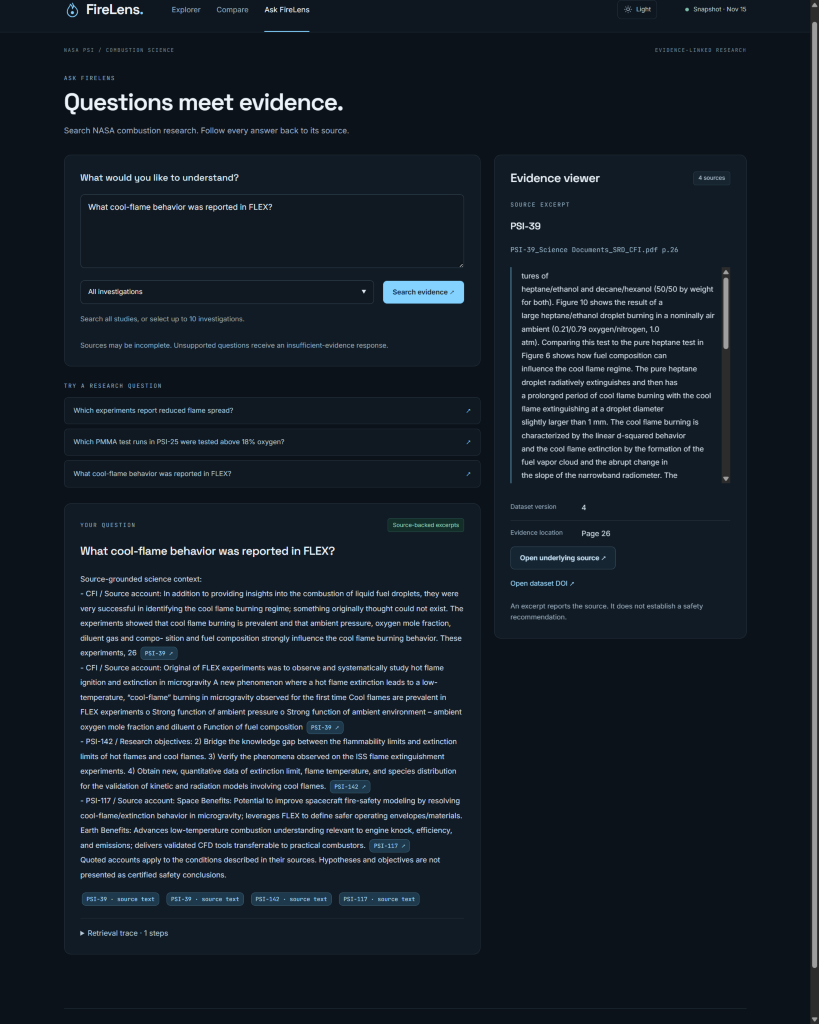 FireLens.
Explorer
Compare
Ask FireLens
Light
Snapshot · Nov 15
NASA PSI / COMBUSTION SCIENCE
EVIDENCE-LINKED RESEARCH
ASK FIRELENS
Questions meet evidence.
Search NASA combustion research. Follow every answer back to its source.
What would you like to understand?
What cool-flame behavior was reported in FLEX?
All investigations
Search evidence ↗
Search all studies, or select up to 10 investigations.
Sources may be incomplete. Unsupported questions receive an insufficient-evidence response.
TRY A RESEARCH QUESTION
Which experiments report reduced flame spread? ↗
Which PMMA test runs in PSI-25 were tested above 18% oxygen? ↗
What cool-flame behavior was reported in FLEX? ↗
YOUR QUESTION
Source-backed excerpts
What cool-flame behavior was reported in FLEX?
Source-grounded science context:
- CFI / Source account: In addition to providing insights into the combustion of liquid fuel droplets, they were
very successful in identifying the cool flame burning regime; something originally thought could not exist. The
experiments showed that cool flame burning is prevalent and that ambient pressure, oxygen mole fraction,
diluent gas and compo- sition and fuel composition strongly influence the cool flame burning behavior. These
experiments, 26 PSI-39 ↗
- CFI / Source account: Original of FLEX experiments was to observe and systematically study hot flame
ignition and extinction in microgravity A new phenomenon where a hot flame extinction leads to a low-
temperature, “cool-flame” burning in microgravity observed for the first time Cool flames are prevalent in
FLEX experiments o Strong function of ambient pressure o Strong function of ambient environment – ambient
oxygen mole fraction and diluent o Function of fuel composition PSI-39 ↗
- PSI-142 / Research objectives: 2) Bridge the knowledge gap between the flammability limits and extinction
limits of hot flames and cool flames. 3) Verify the phenomena observed on the ISS flame extinguishment
experiments. 4) Obtain new, quantitative data of extinction limit, flame temperature, and species distribution
for the validation of kinetic and radiation models involving cool flames. PSI-142 ↗
- PSI-117 / Source account: Space Benefits: Potential to improve spacecraft fire-safety modeling by resolving
cool-flame/extinction behavior in microgravity; leverages FLEX to define safer operating envelopes/materials.
Earth Benefits: Advances low-temperature combustion understanding relevant to engine knock, efficiency,
and emissions; delivers validated CFD tools transferrable to practical combustors. PSI-117 ↗
Quoted accounts apply to the conditions described in their sources. Hypotheses and objectives are not
presented as certified safety conclusions.
PSI-39 · source text
PSI-39 · source text
PSI-142 · source text
PSI-117 · source text
▶ Retrieval trace · 1 steps
Evidence viewer
4 sources
SOURCE EXCERPT
PSI-39
PSI-39_Science Documents_SRD_CFI.pdf p.26
tures of
heptane/ethanol and decane/hexanol (50/50 by weight
for both). Figure 10 shows the result of a
large heptane/ethanol droplet burning in a nominally air
ambient (0.21/0.79 oxygen/nitrogen, 1.0
atm). Comparing this test to the pure heptane test in
Figure 6 shows how fuel composition can
influence the cool flame regime. The pure heptane
droplet radiatively extinguishes and then has
a prolonged period of cool flame burning with the cool
flame extinguishing at a droplet diameter
slightly larger than 1 mm. The cool flame burning is
characterized by the linear d-squared behavior
and the cool flame extinction by the formation of the
fuel vapor cloud and the abrupt change in
the slope of the narrowband radiometer. The
Dataset version 4
Evidence location Page 26
Open underlying source ↗
Open dataset DOI ↗
An excerpt reports the source. It does not establish a safety
recommendation.